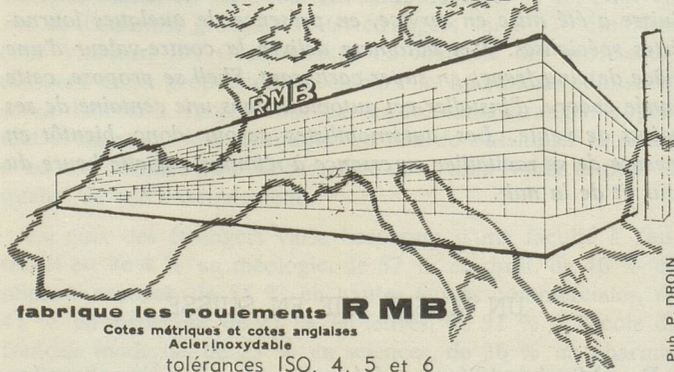 RMB
fabrique les roulements RMB
Cotes métriques et cotes anglaises
Acier inoxydable
tolérances ISO, 4, 5 et 6
Pub. P. DROIN